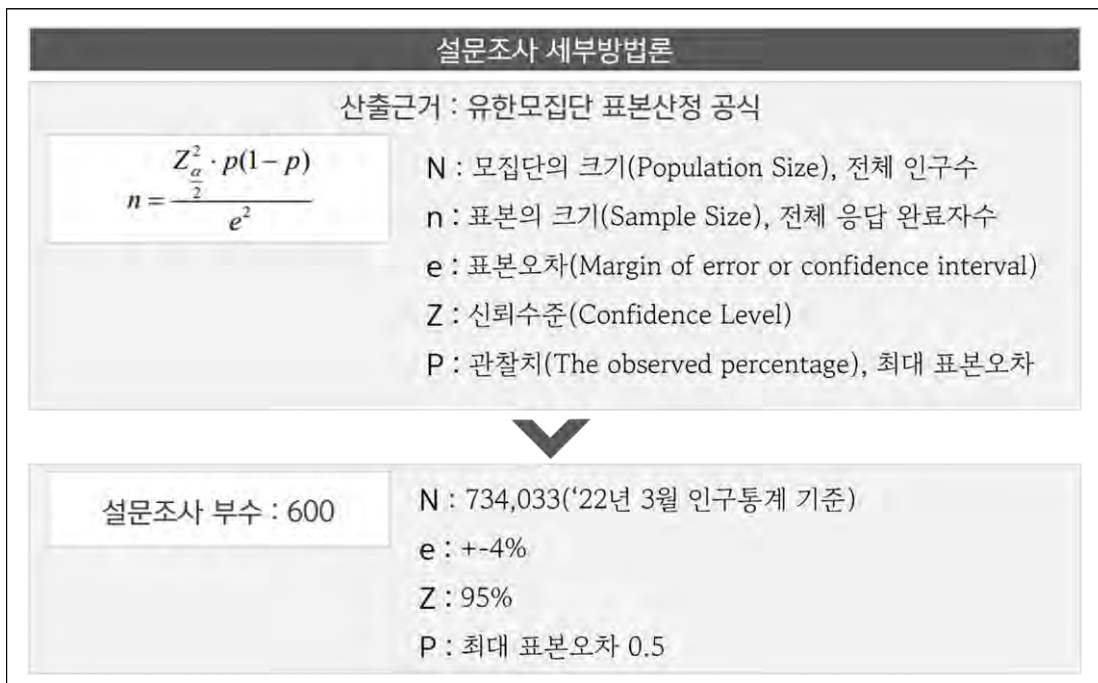 설문조사 세부방법론
산출근거 : 유한모집단 표본산정 공식
n = Z²α/2 · p(1− p) / e²
N : 모집단의 크기(Population Size), 전체 인구수
n : 표본의 크기(Sample Size), 전체 응답 완료자수
e : 표본오차(Margin of error or confidence interval)
Z : 신뢰수준(Confidence Level)
P : 관찰치(The observed percentage), 최대 표본오차
설문조사 부수 : 600
N : 734,033(‘22년 3월 인구통계 기준)
e : +-4%
Z : 95%
P : 최대 표본오차 0.5